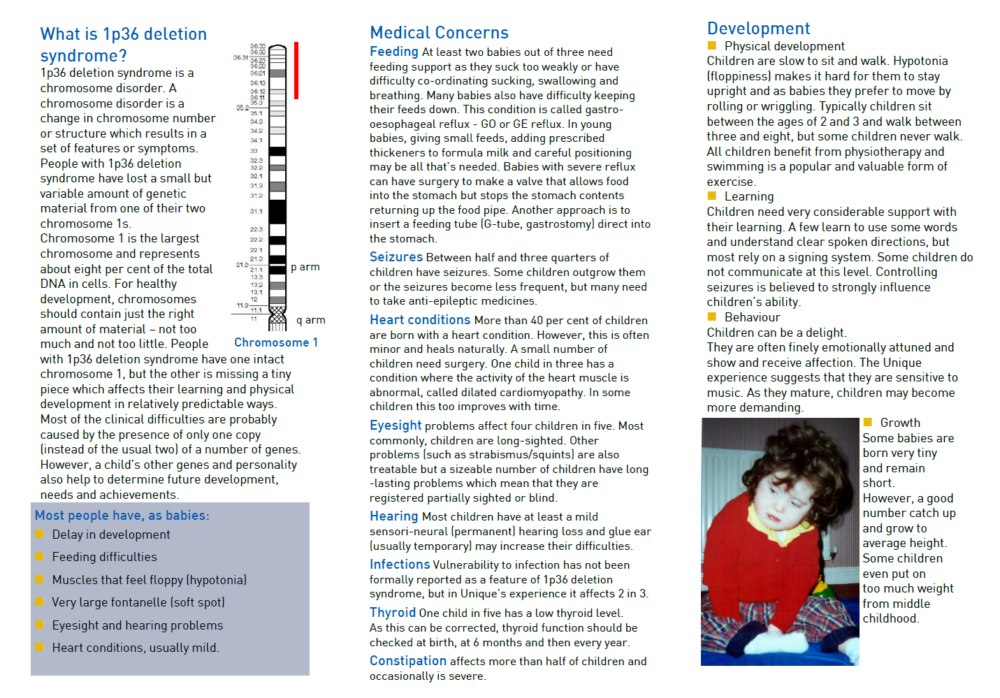 What is 1p36 deletion
syndrome?
1p36 deletion syndrome is a
chromosome disorder. A
chromosome disorder is a
change in chromosome number
or structure which results in a
set of features or symptoms.
People with 1p36 deletion
syndrome have lost a small but
variable amount of genetic
material from one of their two
chromosome 1s.
Chromosome 1 is the largest
chromosome and represents
about eight per cent of the total
DNA in cells. For healthy
development, chromosomes
should contain just the right
amount of material – not too
much and not too little. People
with 1p36 deletion syndrome have one intact
chromosome 1, but the other is missing a tiny
piece which affects their learning and physical
development in relatively predictable ways.
Most of the clinical difficulties are probably
caused by the presence of only one copy
(instead of the usual two) of a number of genes.
However, a child's other genes and personality
also help to determine future development,
needs and achievements.
36.33
36.32
36.31
36.23
36.22
36.21
36.13
36.12
36.11
35.3
35.2
35.1
34.3
34.2
34.1
33
32.3
32.2
32.1
31.3
31.2
31.1
22.3
22.2
22.1
21.3
21.2
21.1
p arm
13.3
13.2
13.1
12
11.2
11.1
11
q arm
Chromosome 1
Most people have, as babies:
Delay in development
Feeding difficulties
Muscles that feel floppy (hypotonia)
Very large fontanelle (soft spot)
Eyesight and hearing problems
Heart conditions, usually mild.
Medical Concerns
Feeding At least two babies out of three need
feeding support as they suck too weakly or have
difficulty co-ordinating sucking, swallowing and
breathing. Many babies also have difficulty keeping
their feeds down. This condition is called gastro-
oesophageal reflux - GO or GE reflux. In young
babies, giving small feeds, adding prescribed
thickeners to formula milk and careful positioning
may be all that's needed. Babies with severe reflux
can have surgery to make a valve that allows food
into the stomach but stops the stomach contents
returning up the food pipe. Another approach is to
insert a feeding tube (G-tube, gastrostomy) direct into
the stomach.
Seizures Between half and three quarters of
children have seizures. Some children outgrow them
or the seizures become less frequent, but many need
to take anti-epileptic medicines.
Heart conditions More than 40 per cent of children
are born with a heart condition. However, this is often
minor and heals naturally. A small number of
children need surgery. One child in three has a
condition where the activity of the heart muscle is
abnormal, called dilated cardiomyopathy. In some
children this too improves with time.
Eyesight problems affect four children in five. Most
commonly, children are long-sighted. Other
problems (such as strabismus/squints) are also
treatable but a sizeable number of children have long
-lasting problems which mean that they are
registered partially sighted or blind.
Hearing Most children have at least a mild
sensori-neural (permanent) hearing loss and glue ear
(usually temporary) may increase their difficulties.
Infections Vulnerability to infection has not been
formally reported as a feature of 1p36 deletion
syndrome, but in Unique's experience it affects 2 in 3.
Thyroid One child in five has a low thyroid level.
As this can be corrected, thyroid function should be
checked at birth, at 6 months and then every year.
Constipation affects more than half of children and
occasionally is severe.
Development
Physical development
Children are slow to sit and walk. Hypotonia
(floppiness) makes it hard for them to stay
upright and as babies they prefer to move by
rolling or wriggling. Typically children sit
between the ages of 2 and 3 and walk between
three and eight, but some children never walk.
All children benefit from physiotherapy and
swimming is a popular and valuable form of
exercise.
Learning
Children need very considerable support with
their learning. A few learn to use some words
and understand clear spoken directions, but
most rely on a signing system. Some children do
not communicate at this level. Controlling
seizures is believed to strongly influence
children's ability.
Behaviour
Children can be a delight.
They are often finely emotionally attuned and
show and receive affection. The Unique
experience suggests that they are sensitive to
music. As they mature, children may become
more demanding.
Growth
Some babies are
born very tiny
and remain
short.
However, a good
number catch up
and grow to
average height.
Some children
even put on
too much weight
from middle
childhood.